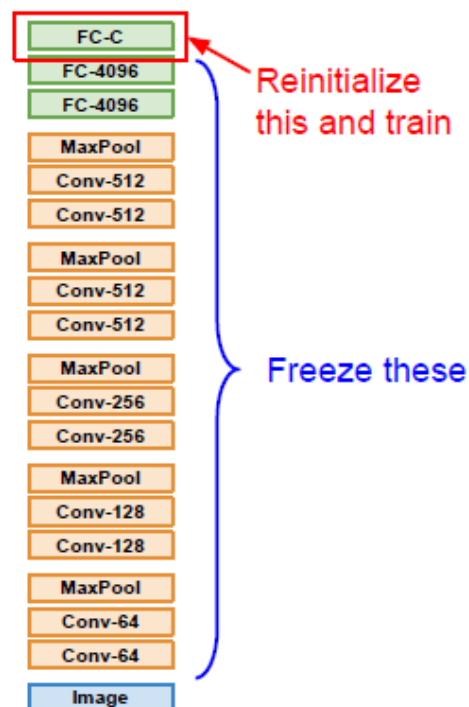 FC-C
FC-4096
FC-4096
MaxPool
Conv-512
Conv-512
MaxPool
Conv-512
Conv-512
MaxPool
Conv-256
Conv-256
MaxPool
Conv-128
Conv-128
MaxPool
Conv-64
Conv-64
Image
Reinitialize
this and train
Freeze these